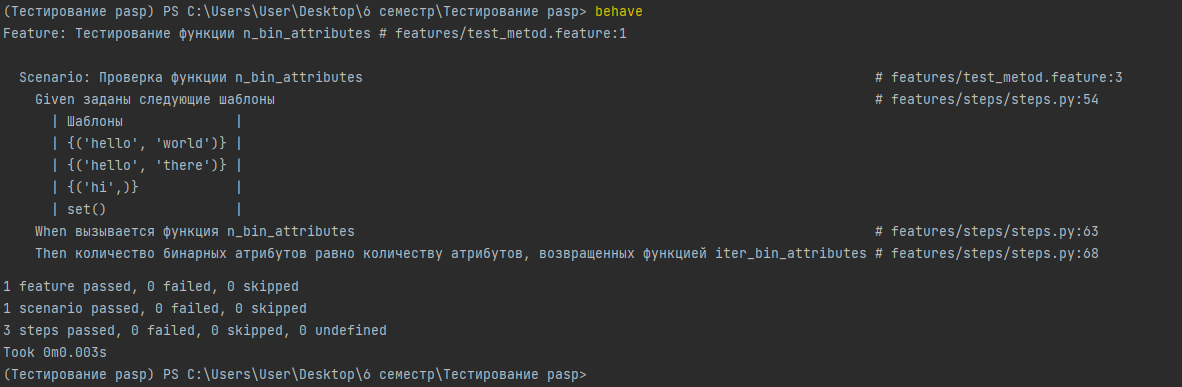 (Тестирование pasp) PS C:\Users\User\Desktop\6 семестр\Тестирование pasp> behave
Feature: Тестирование функции n_bin_attributes # features/test_metod.feature:1
Scenario: Проверка функции n_bin_attributes # features/test_metod.feature:3
Given заданы следующие шаблоны # features/steps/steps.py:54
| Шаблоны |
| {('hello', 'world')} |
| {('hello', 'there')} |
| {('hi',)} |
| set() |
When вызывается функция n_bin_attributes # features/steps/steps.py:63
Then количество бинарных атрибутов равно количеству атрибутов, возвращенных функцией iter_bin_attributes # features/steps/steps.py:68
1 feature passed, 0 failed, 0 skipped
1 scenario passed, 0 failed, 0 skipped
3 steps passed, 0 failed, 0 skipped, 0 undefined
Took 0m0.003s
(Тестирование pasp) PS C:\Users\User\Desktop\6 семестр\Тестирование pasp>